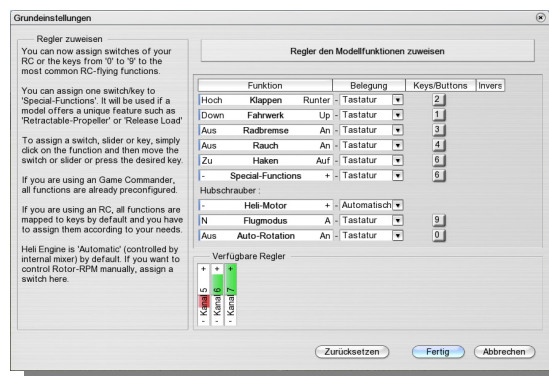 Grundeinstellungen
Regler zuweisen
You can now assign switches of your
RC or the keys from '0' to '9' to the
most common RC-flying functions.
You can assign one switch/key to
'Special-Functions'. It will be used if a
model offers a unique feature such as
'Retractable-Propeller' or 'Release Load'
To assign a switch, slider or key, simply
click on the function and then move the
switch or slider or press the desired key.
If you are using an Game Commander,
all functions are already preconfigured.
If you are using an RC, all functions are
mapped to keys by default and you have
to assign them according to your needs.
Heli Engine is 'Automatic' (controlled by
internal mixer) by default. If you want to
control Rotor-RPM manually, assign a
switch here.
Regler den Modellfunktionen zuweisen
Funktion Belegung Keys/Buttons Invers
Hoch Klappen Runter - Tastatur 2
Down Fahrwerk Up - Tastatur 1
Aus Radbremse An - Tastatur 3
Aus Rauch An - Tastatur 4
Zu Haken Auf - Tastatur 6
- Special-Functions + - Tastatur 6
Hubschrauber :
- Heli-Motor + - Automatisch
N Flugmodus A - Tastatur 9
Aus Auto-Rotation An - Tastatur 0
Verfügbare Regler
- Kanal 5 +
- Kanal 6 +
- Kanal 7 +
Zurücksetzen Fertig Abbrechen